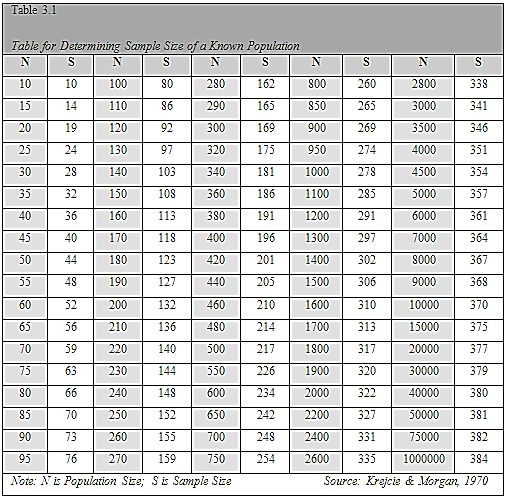 Table 3.1
Table for Determining Sample Size of a Known Population
N S N S N S N S N S
10 10 100 80 280 162 800 260 2800 338
15 14 110 86 290 165 850 265 3000 341
20 19 120 92 300 169 900 269 3500 346
25 24 130 97 320 175 950 274 4000 351
30 28 140 103 340 181 1000 278 4500 354
35 32 150 108 360 186 1100 285 5000 357
40 36 160 113 380 191 1200 291 6000 361
45 40 170 118 400 196 1300 297 7000 364
50 44 180 123 420 201 1400 302 8000 367
55 48 190 127 440 205 1500 306 9000 368
60 52 200 132 460 210 1600 310 10000 370
65 56 210 136 480 214 1700 313 15000 375
70 59 220 140 500 217 1800 317 20000 377
75 63 230 144 550 226 1900 320 30000 379
80 66 240 148 600 234 2000 322 40000 380
85 70 250 152 650 242 2200 327 50000 381
90 73 260 155 700 248 2400 331 75000 382
95 76 270 159 750 254 2600 335 1000000 384
Note: N is Population Size; S is Sample Size Source: Krejcie & Morgan, 1970